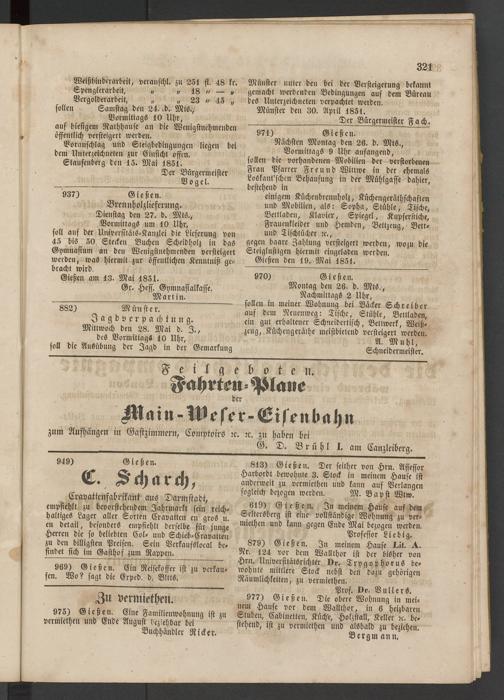 321
Weißbinderarbeit, veranschl. zu 251 fl. 48 kr.
Spenglerarbeit, „ „ 18 „ — „
Vergolderarbeit, „ „ 23 „ 45 „
sollen Samstag den 24. d. Mts,
Vormittags 10 Uhr,
auf diesigem Rathhause an die Wenigstnehmenden
öffentlich versteigert werden.
Voranschlag und Steigbedingungen liegen bei
dem Unterzeichneten zur Einsicht offen.
Staufenberg den 15. Mai 1851.
Der Bürgermeister
Vogel.
937) Gießen.
Brennholzlieferung.
Dienstag den 27. d. Mts,
Vormittags um 10 Uhr,
soll auf der Universitäts-Canzlei die Lieferung von
45 bis 50 Stecken Buchen Scheidholz in das
Gymnasium an den Wenigstnehmenden versteigert
werden, was hiermit zur öffentlichen Kenntniß ge-
bracht wird.
Gießen am 13. Mai 1851.
Gr. Hess. Gymnasialkasse.
Martin.
882) Münster.
Jagdverpachtung.
Mittwoch den 28. Mai d. J.,
des Vormittags 10 Uhr,
soll die Ausübung der Jagd in der Gemarkung
Münster unter den bei der Versteigerung bekannt
gemacht werdenden Bedingungen auf dem Büreau
des Unterzeichneten verpachtet werden.
Münster den 30. April 1851.
Der Bürgermeister Fach.
971) Gießen.
Nächsten Montag den 26. d. Mts.,
Vormittags 9 Uhr anfangend,
sollen die vorhandenen Mobilien der verstorbenen
Frau Pfarrer Freund Wittwe in der ehemals
Vockant'schen Behausung in der Mühlgasse dahier,
bestehend in
einigem Küchenbrennholz, Küchengeräthschaften
und Mobilien, als: Sopha, Stühle, Tische,
Bettladen, Klavier, Spiegel, Kupferstiche,
Frauenkleider und Hemden, Bettzeug, Bett-
und Tischtücher ꝛc.,
gegen baare Zahlung versteigert werden, wozu die
Steiglustigen hiermit eingeladen werden.
Gießen den 19. Mai 1851.
970) Gießen.
Montag den 26. d. Mts.,
Nachmittags 2 Uhr,
sollen in meiner Wohnung bei Bäcker Schreiber
auf dem Neuenweg: Tische, Stühle, Bettladen,
ein gut erhaltener Schneidertisch, Bettwerk, Weiß-
zeug, Küchengeräthe meistbietend versteigert werden.
A. Muhl,
Schneidermeister.
Feilgeboten.
Fahrten-Plane
der
Main-Weser-Eisenbahn
zum Aufhängen in Gastzimmern, Comptoirs ꝛc. ꝛc. zu haben bei
G. D. Brühl I. am Canzleiberg.
949) Gießen.
C. Scharch,
Cravattenfabrikant aus Darmstadt,
empfiehlt zu bevorstehendem Jahrmarkt sein reich-
haltiges Lager aller Sorten Cravatten en gros u.
en detail, besonders empfiehlt derselbe für junge
Herren die so beliebten Col- und Schieb-Cravatten
zu den billigsten Preisen. Sein Verkaufslocal be-
findet sich im Gasthof zum Rappen.
969) Gießen. Ein Reisekoffer ist zu verkau-
fen. Wo? sagt die Exped. d. Blttes.
Zu vermiethen.
975) Gießen. Eine Familienwohnung ist zu
vermiethen und Ende August beziehbar bei
Buchhändler Ricker.
813) Gießen. Der seither von Hrn. Assessor
Haröordt bewohnte 3. Stock in meinem Hause ist
anderweit zu vermiethen und kann auf Verlangen
sogleich bezogen werden. M. Bapst Wtw.
619) Gießen. In meinem Hause auf dem
Seltersberg ist eine vollständige Wohnung zu ver-
miethen und kann gegen Ende Mai bezogen werden.
Professor Liebig.
879) Gießen. In meinem Hause Lit. A.
Nr. 124 vor dem Wallthor ist der bisher von
Hrn. Universitätsrichter Dr. Trygophorus be-
wohnte mittlere Stock nebst den dazu gehörigen
Räumlichkeiten, zu vermiethen.
Prof. Dr. Vullers.
977) Gießen. Die obere Wohnung in mei-
nem Hause vor dem Wallthor, in 6 heizbaren
Stuben, Cabinetten, Küche, Holzstall, Keller ꝛc. be-
stehend, ist zu vermiethen und alsbald zu beziehen.
Bergmann.